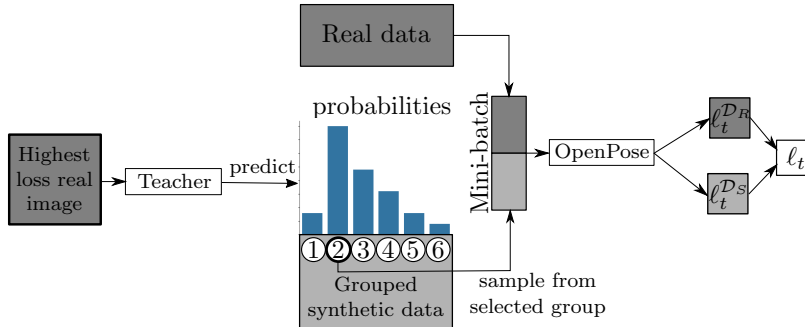 Real data
probabilities
Highest
loss real
image
Teacher
predict
Mini-batch
OpenPose
ℓ_t^{𝒟_R}
ℓ_t^{𝒟_S}
ℓ_t
1 2 3 4 5 6
Grouped
synthetic data
sample from
selected group